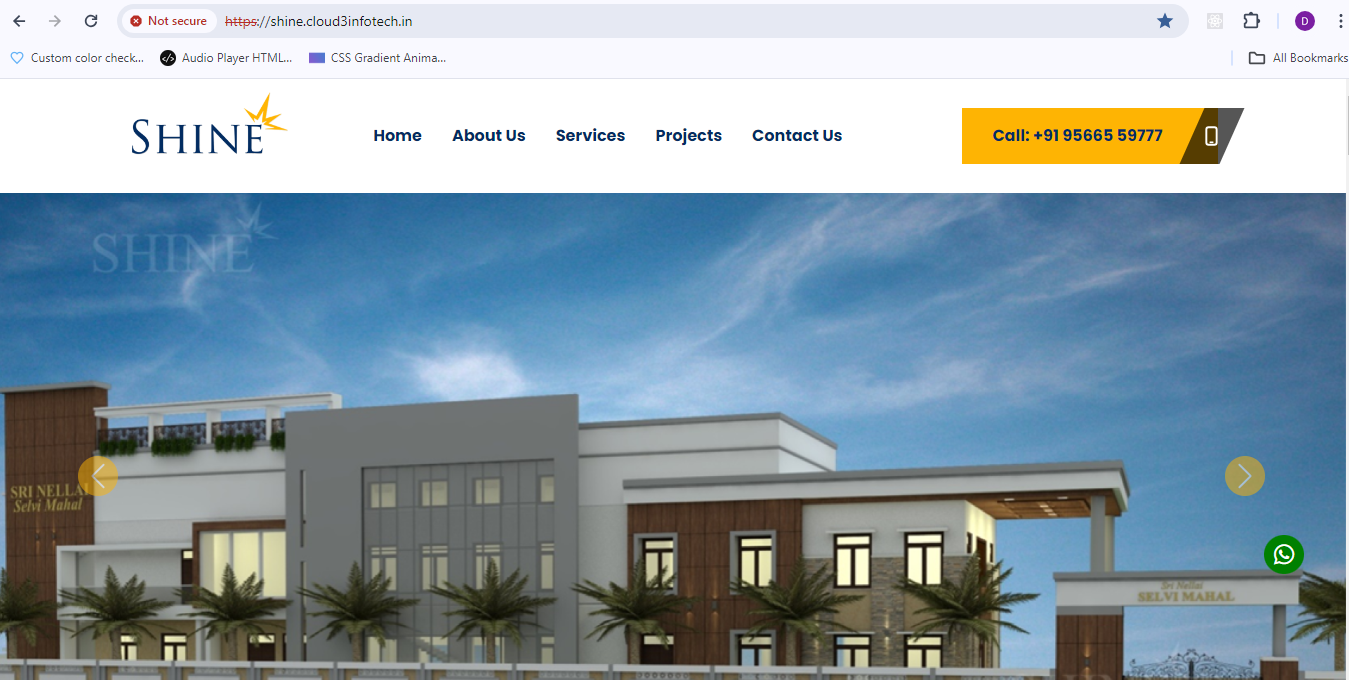 Not secure https://shine.cloud3infotech.in D
Custom color check... Audio Player HTML... CSS Gradient Anima... All Bookmarks
SHINE Home About Us Services Projects Contact Us Call: +91 95665 59777
SHINE
SRI NELLAI
Selvi Mahal
Sri Nellai
SELVI MAHAL